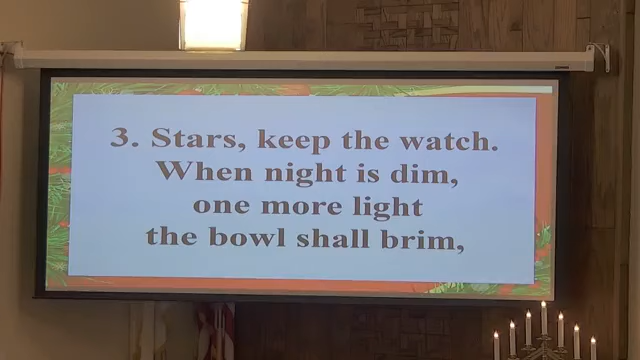 3. Stars, keep the watch.
When night is dim,
one more light
the bowl shall brim,